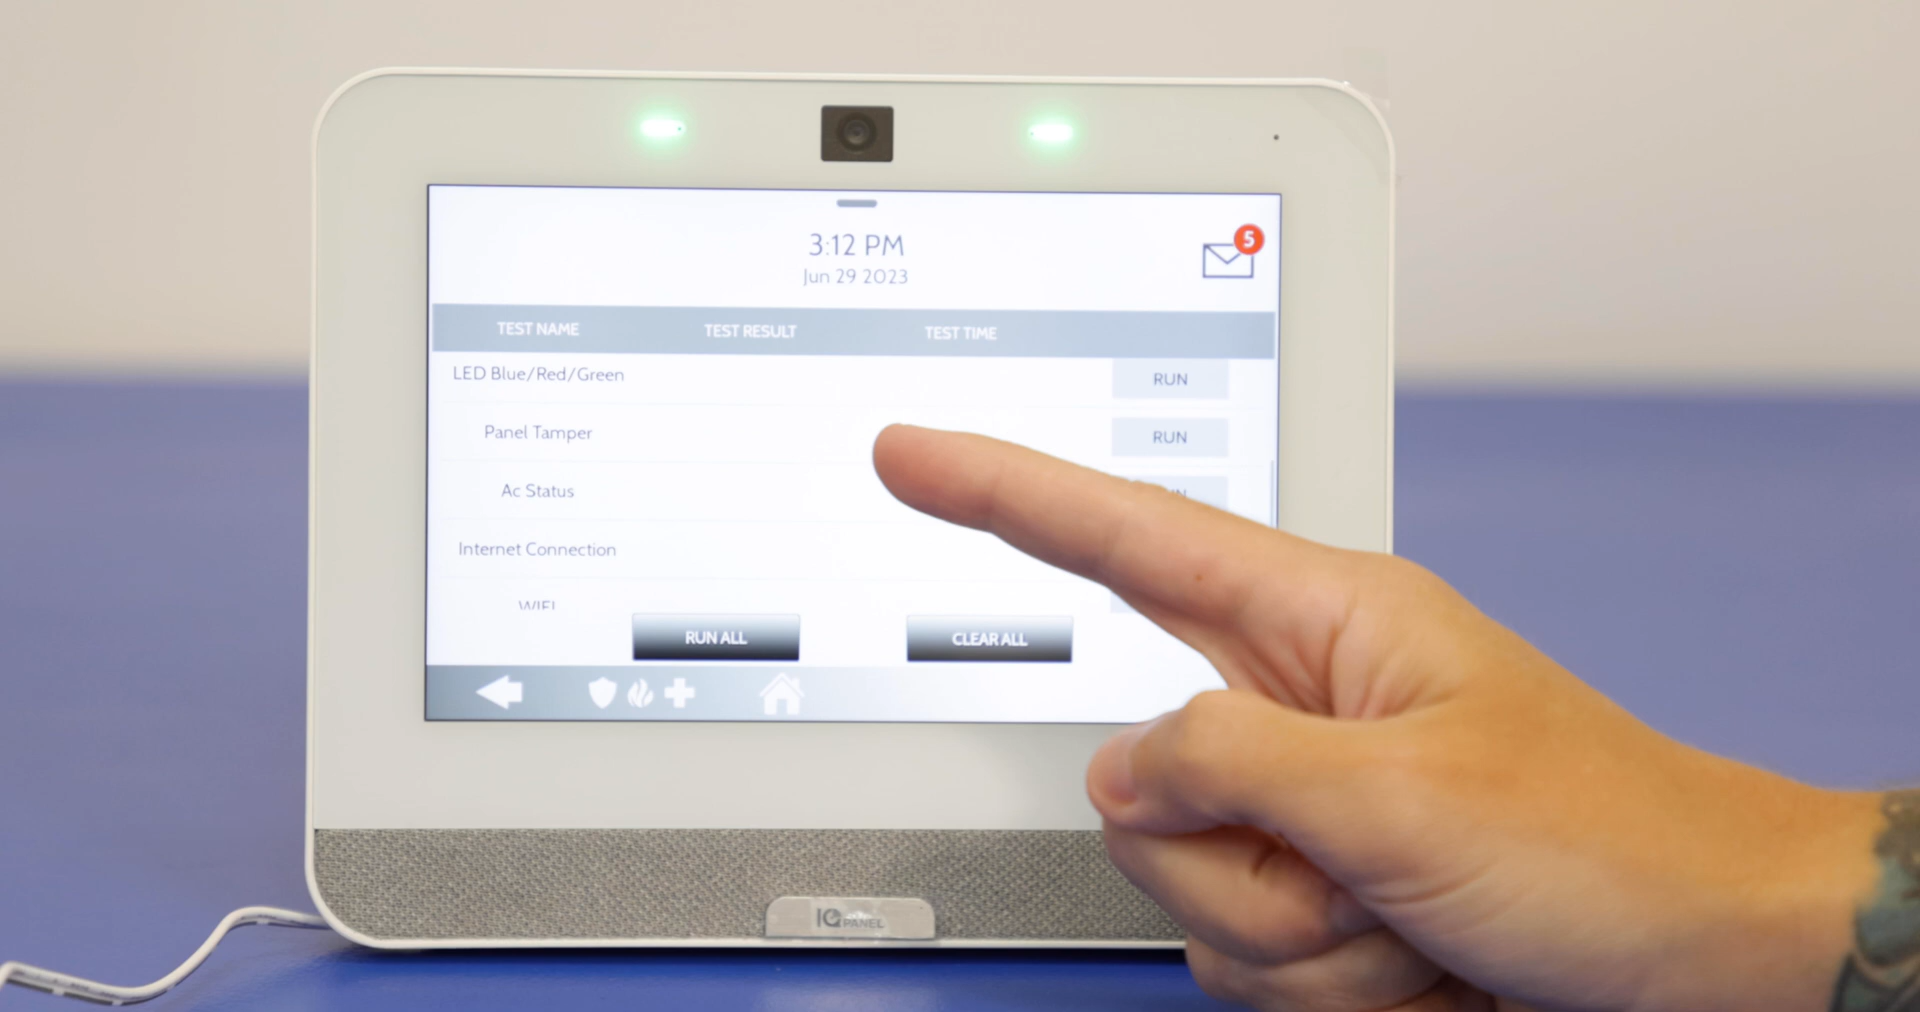 5
3:12 PM
Jun 29 2023
TEST NAME TEST RESULT TEST TIME
LED Blue/Red/Green RUN
Panel Tamper RUN
Ac Status
Internet Connection
WIFI
RUN ALL CLEAR ALL
IQ PANEL